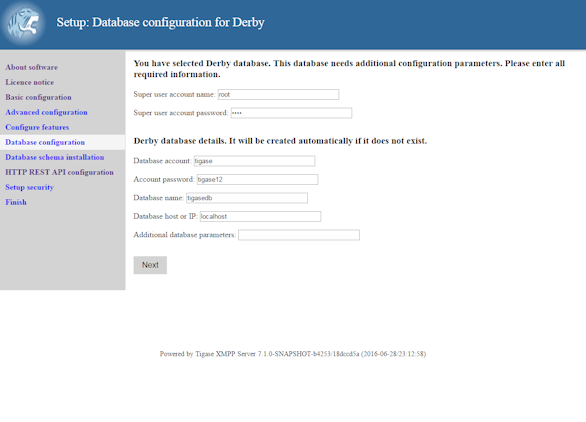 Setup: Database configuration for Derby
About software
Licence notice
Basic configuration
Advanced configuration
Configure features
Database configuration
Database schema installation
HTTP REST API configuration
Setup security
Finish
You have selected Derby database. This database needs additional configuration parameters. Please enter all
required information.
Super user account name: root
Super user account password: ••••
Derby database details. It will be created automatically if it does not exist.
Database account: tigase
Account password: tigase12
Database name: tigasedb
Database host or IP: localhost
Additional database parameters:
Next
Powered by Tigase XMPP Server 7.1.0-SNAPSHOT-b4253/18dccd5a (2016-06-28/23:12:58)